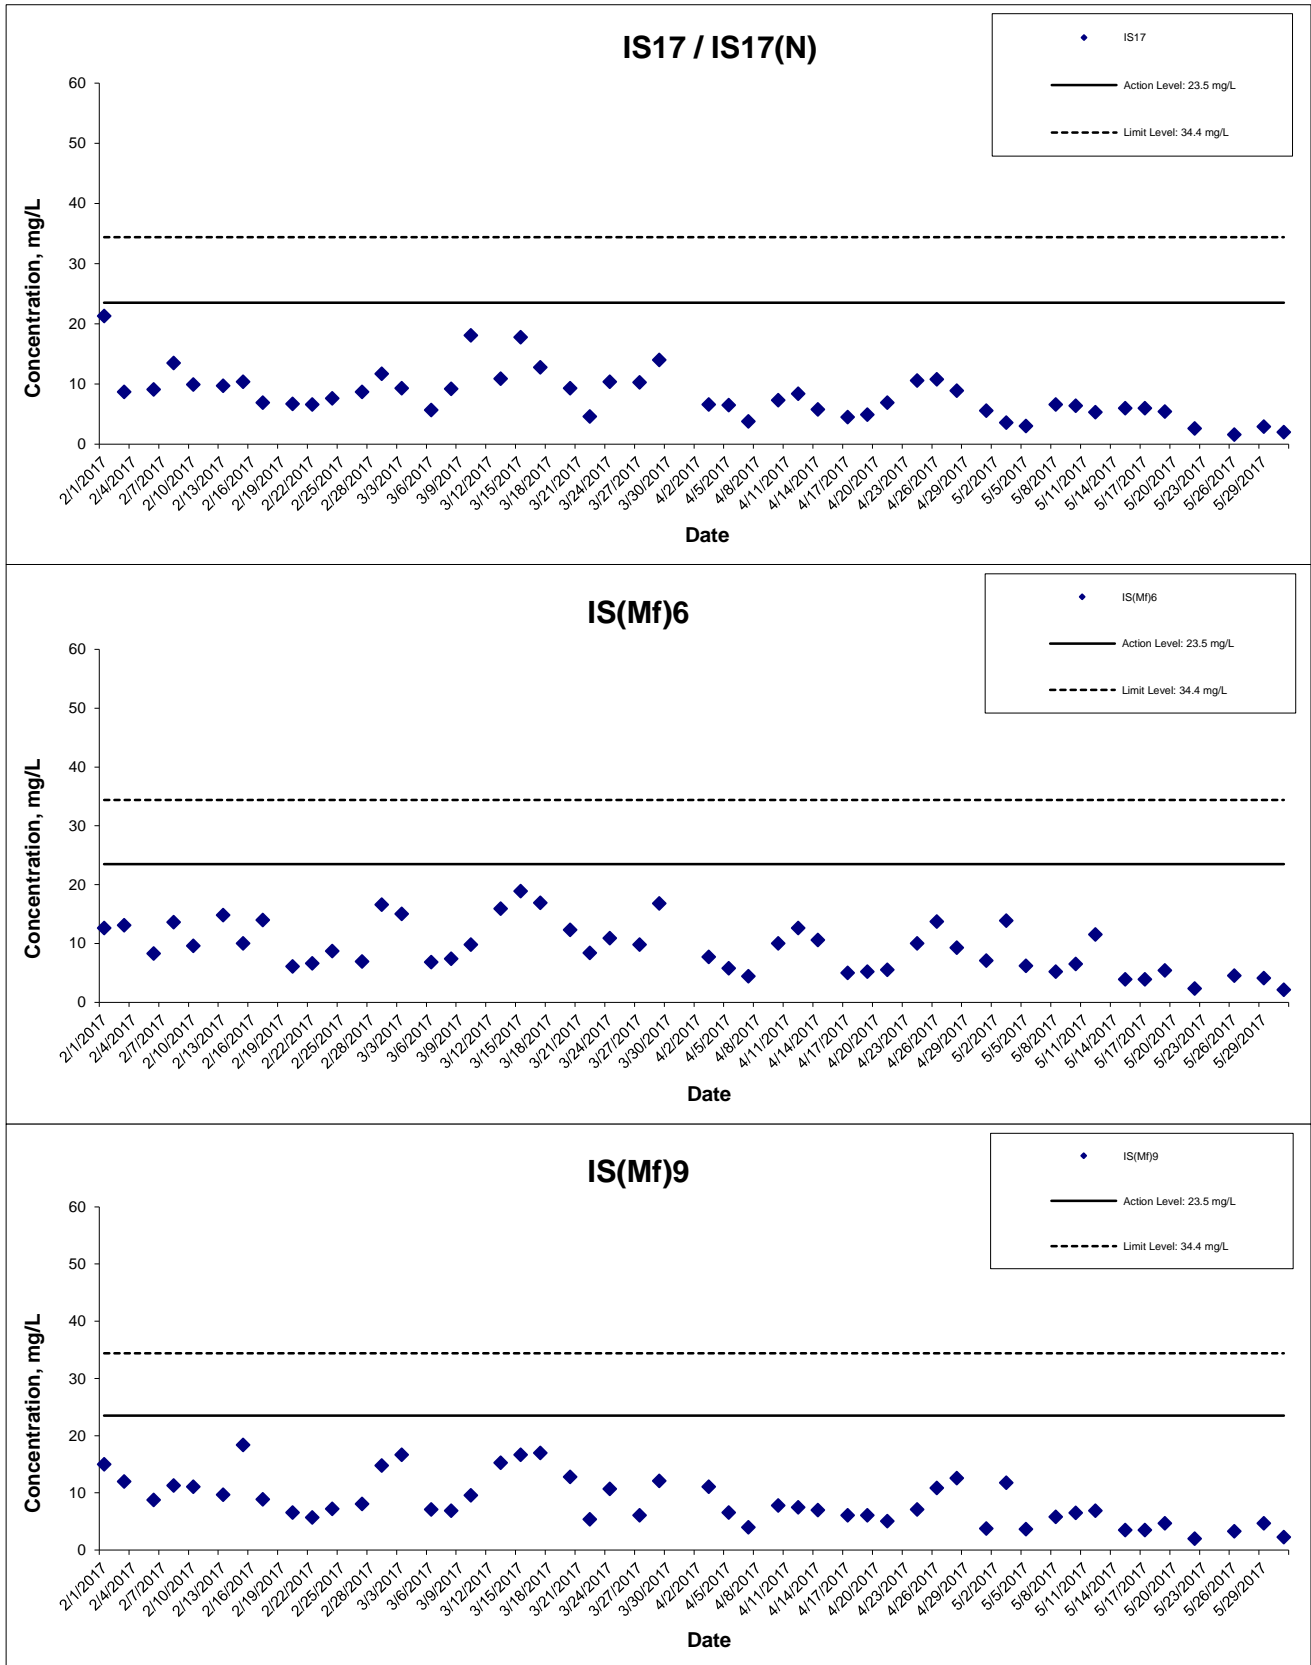 IS17 / IS17(N)
IS17
Action Level: 23.5 mg/L
Limit Level: 34.4 mg/L
Concentration, mg/L
60
50
40
30
20
10
0
2/1/2017 2/4/2017 2/7/2017 2/10/2017 2/13/2017 2/16/2017 2/19/2017 2/22/2017 2/25/2017 2/28/2017 3/3/2017 3/6/2017 3/9/2017 3/12/2017 3/15/2017 3/18/2017 3/21/2017 3/24/2017 3/27/2017 3/30/2017 4/2/2017 4/5/2017 4/8/2017 4/11/2017 4/14/2017 4/17/2017 4/20/2017 4/23/2017 4/26/2017 4/29/2017 5/2/2017 5/5/2017 5/8/2017 5/11/2017 5/14/2017 5/17/2017 5/20/2017 5/23/2017 5/26/2017 5/29/2017
Date
IS(Mf)6
IS(Mf)6
Action Level: 23.5 mg/L
Limit Level: 34.4 mg/L
Concentration, mg/L
60
50
40
30
20
10
0
2/1/2017 2/4/2017 2/7/2017 2/10/2017 2/13/2017 2/16/2017 2/19/2017 2/22/2017 2/25/2017 2/28/2017 3/3/2017 3/6/2017 3/9/2017 3/12/2017 3/15/2017 3/18/2017 3/21/2017 3/24/2017 3/27/2017 3/30/2017 4/2/2017 4/5/2017 4/8/2017 4/11/2017 4/14/2017 4/17/2017 4/20/2017 4/23/2017 4/26/2017 4/29/2017 5/2/2017 5/5/2017 5/8/2017 5/11/2017 5/14/2017 5/17/2017 5/20/2017 5/23/2017 5/26/2017 5/29/2017
Date
IS(Mf)9
IS(Mf)9
Action Level: 23.5 mg/L
Limit Level: 34.4 mg/L
Concentration, mg/L
60
50
40
30
20
10
0
2/1/2017 2/4/2017 2/7/2017 2/10/2017 2/13/2017 2/16/2017 2/19/2017 2/22/2017 2/25/2017 2/28/2017 3/3/2017 3/6/2017 3/9/2017 3/12/2017 3/15/2017 3/18/2017 3/21/2017 3/24/2017 3/27/2017 3/30/2017 4/2/2017 4/5/2017 4/8/2017 4/11/2017 4/14/2017 4/17/2017 4/20/2017 4/23/2017 4/26/2017 4/29/2017 5/2/2017 5/5/2017 5/8/2017 5/11/2017 5/14/2017 5/17/2017 5/20/2017 5/23/2017 5/26/2017 5/29/2017
Date